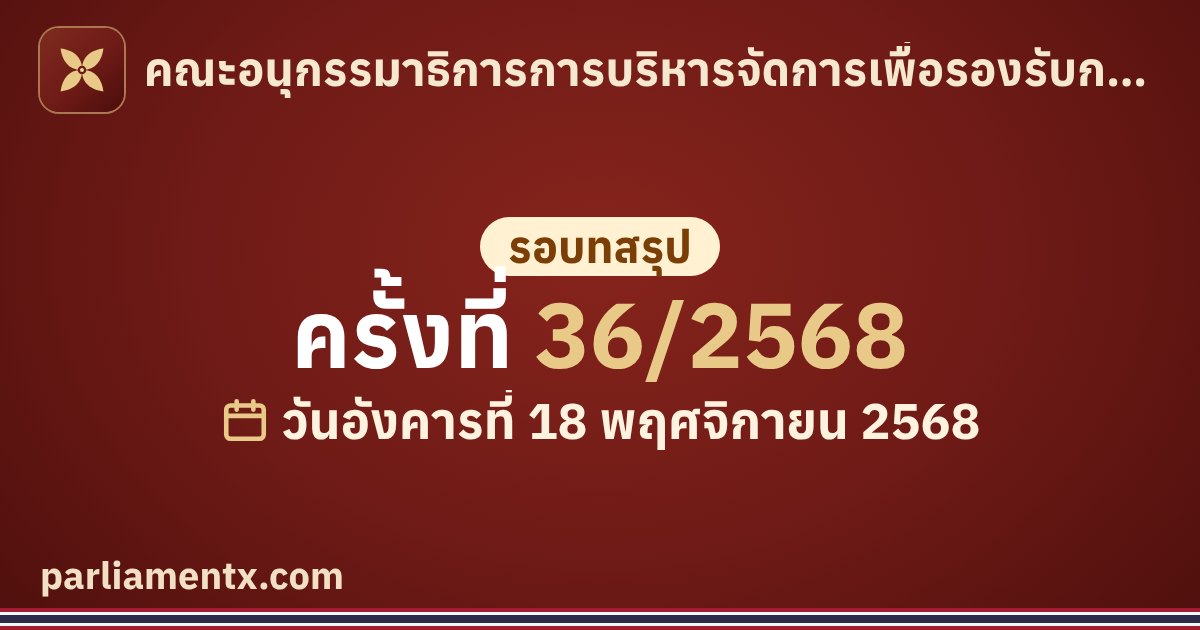 คณะอนุกรรมาธิการการบริหารจัดการเพื่อรองรับก...
รอบทสรุป
ครั้งที่ 36/2568
วันอังคารที่ 18 พฤศจิกายน 2568
parliamentx.com